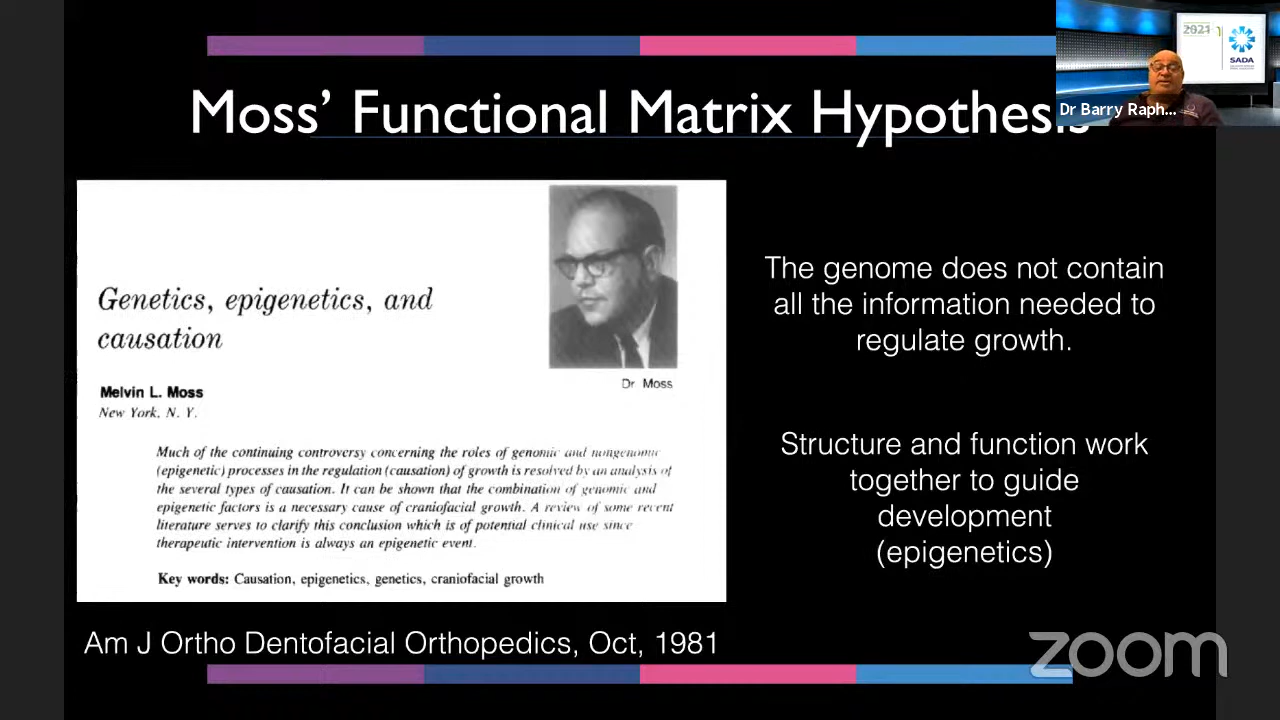 2021
SADA
Dr Barry Raph...
Moss' Functional Matrix Hypothesis
Genetics, epigenetics, and
causation
Dr Moss
Melvin L. Moss
New York, N. Y.
Much of the continuing controversy concerning the roles of genomic and nongenomic
(epigenetic) processes in the regulation (causation) of growth is resolved by an analysis of
the several types of causation. It can be shown that the combination of genomic and
epigenetic factors is a necessary cause of craniofacial growth. A review of some recent
literature serves to clarify this conclusion which is of potential clinical use since
therapeutic intervention is always an epigenetic event.
Key words: Causation, epigenetics, genetics, craniofacial growth
The genome does not contain
all the information needed to
regulate growth.
Structure and function work
together to guide
development
(epigenetics)
Am J Ortho Dentofacial Orthopedics, Oct, 1981
zoom